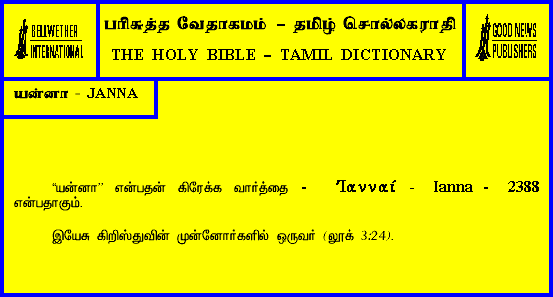 BELLWETHER
INTERNATIONAL
பரிசுத்த வேதாகமம் – தமிழ் சொல்லகராதி
THE HOLY BIBLE – TAMIL DICTIONARY
GOOD NEWS
PUBLISHERS
யன்னா - JANNA
“யன்னா” என்பதன் கிரேக்க வார்த்தை - Ἰανναί - Ianna - 2388
என்பதாகும்.
இயேசு கிறிஸ்துவின் முன்னோர்களில் ஒருவர் (லூக் 3:24).